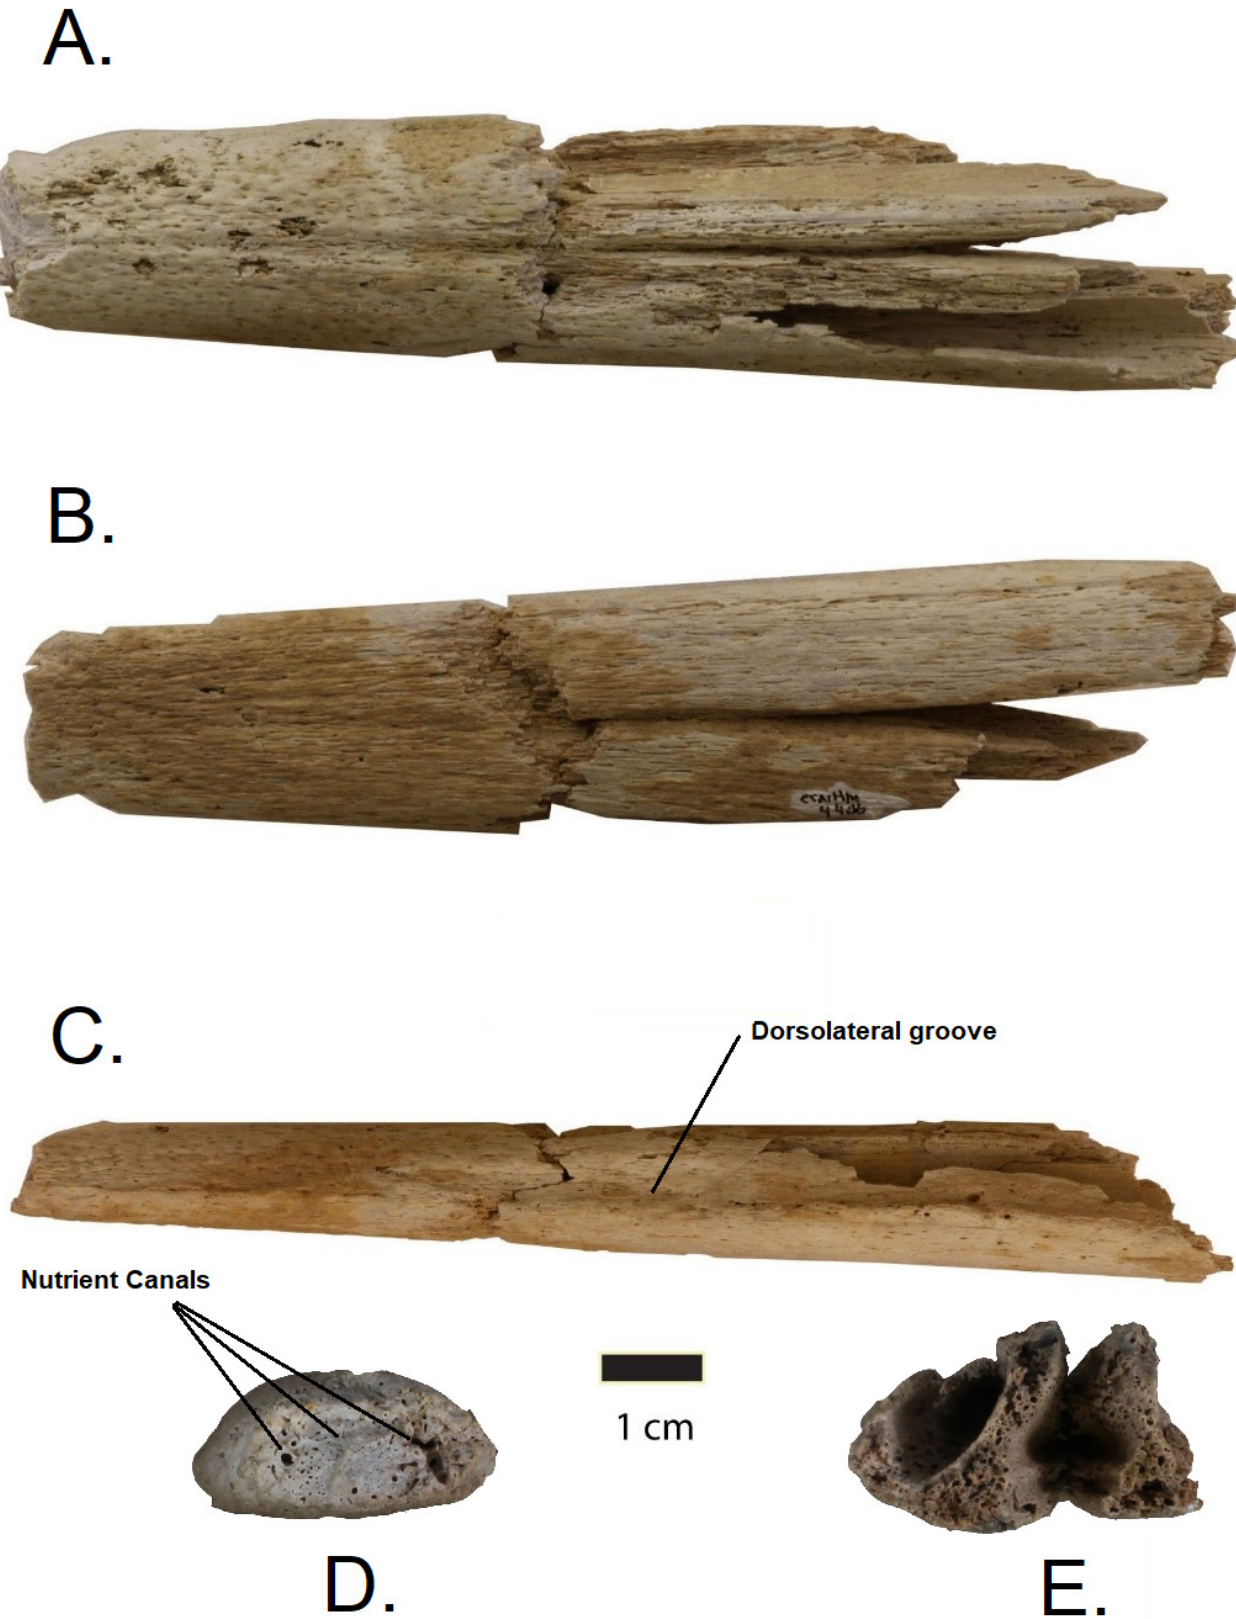 A.
B.
C.
Dorsolateral groove
Nutrient Canals
1 cm
D.
E.